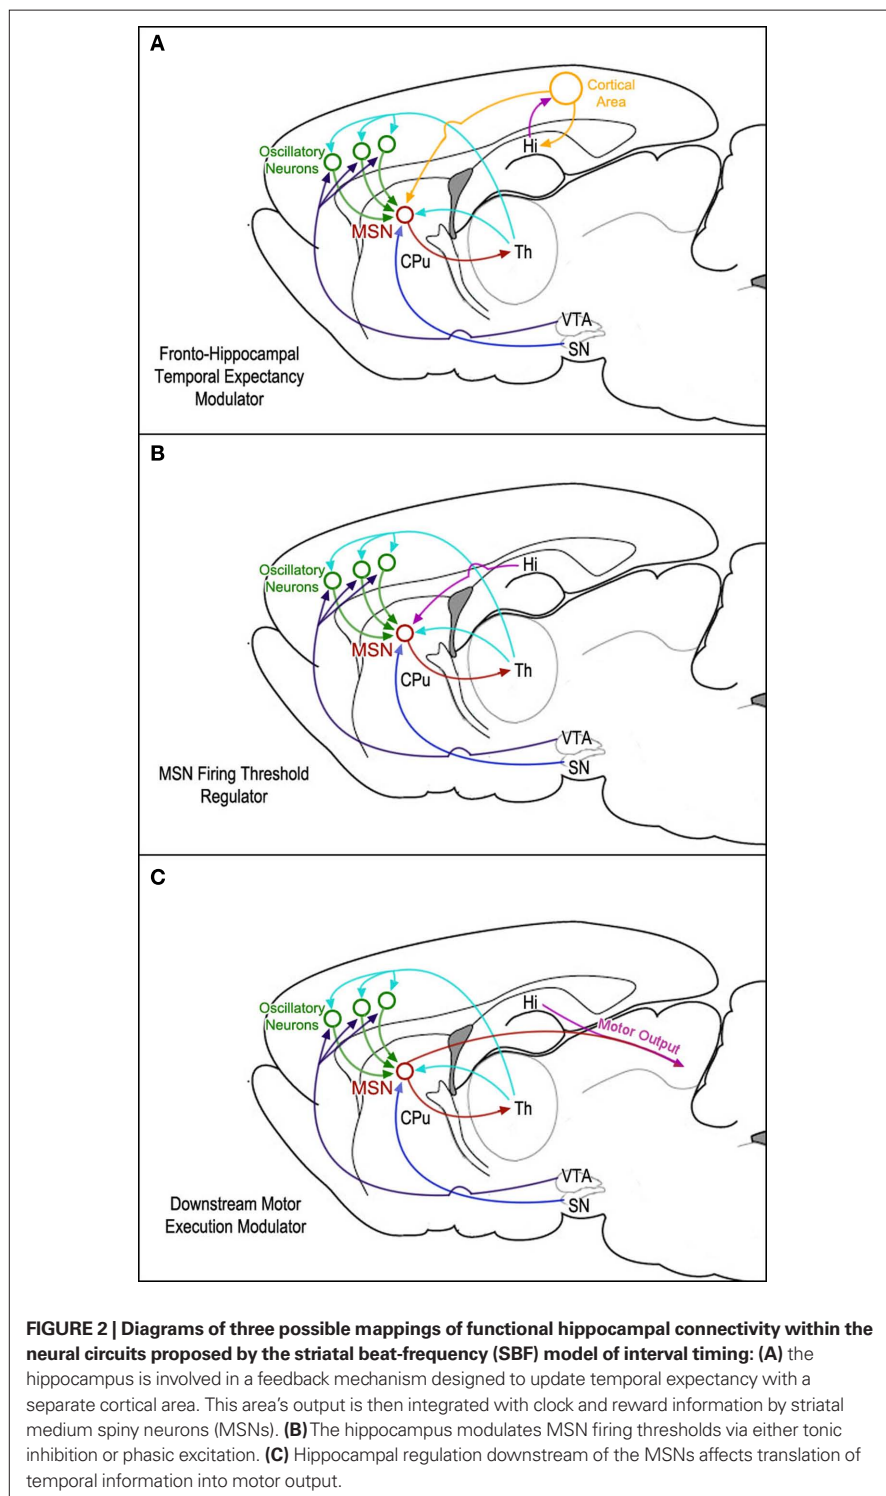 A
Cortical
Area
Hi
Oscillatory
Neurons
MSN
CPu
Th
VTA
SN
Fronto-Hippocampal
Temporal Expectancy
Modulator
B
Hi
Oscillatory
Neurons
MSN
CPu
Th
VTA
SN
MSN Firing Threshold
Regulator
C
Hi
Motor Output
Oscillatory
Neurons
MSN
CPu
Th
VTA
SN
Downstream Motor
Execution Modulator
FIGURE 2 | Diagrams of three possible mappings of functional hippocampal connectivity within the
neural circuits proposed by the striatal beat-frequency (SBF) model of interval timing: (A) the
hippocampus is involved in a feedback mechanism designed to update temporal expectancy with a
separate cortical area. This area's output is then integrated with clock and reward information by striatal
medium spiny neurons (MSNs). (B) The hippocampus modulates MSN firing thresholds via either tonic
inhibition or phasic excitation. (C) Hippocampal regulation downstream of the MSNs affects translation of
temporal information into motor output.